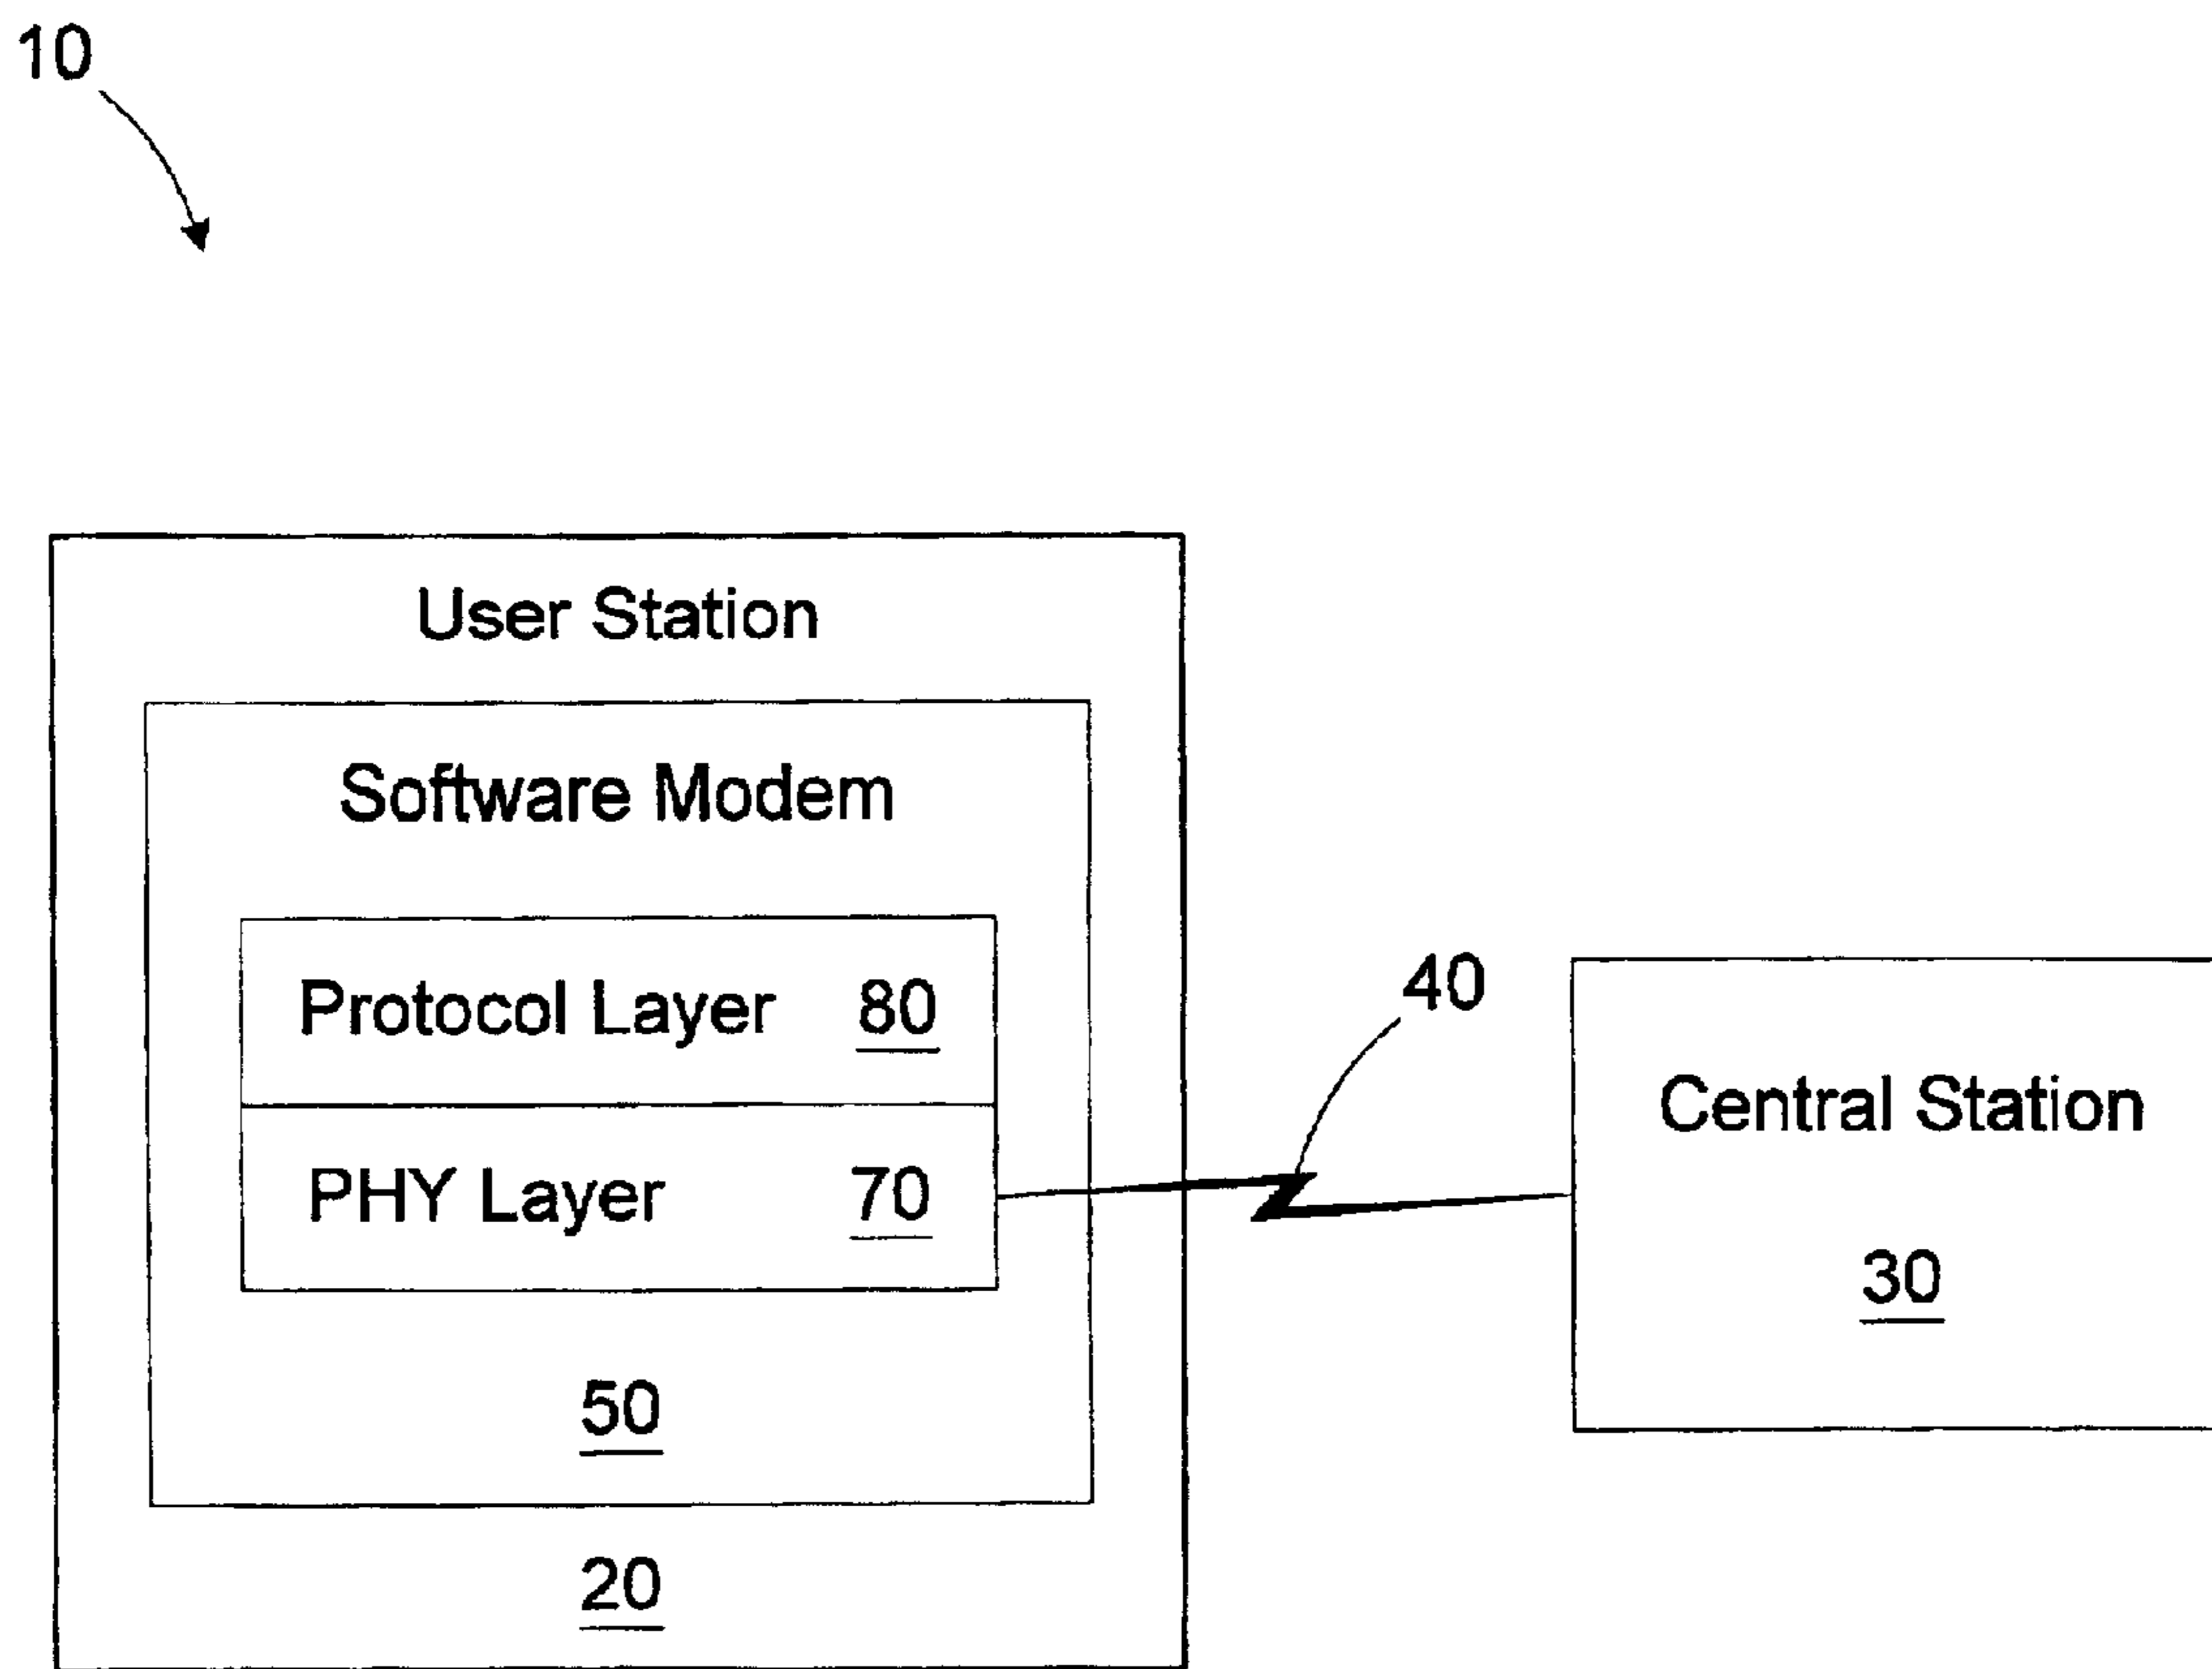 10
User Station
Software Modem
Protocol Layer 80
PHY Layer 70
50
20
40
Central Station
30